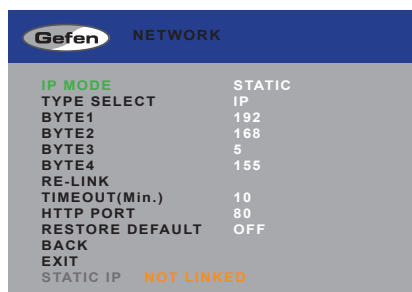 Gefen NETWORK
IP MODE STATIC
TYPE SELECT IP
BYTE1 192
BYTE2 168
BYTE3 5
BYTE4 155
RE-LINK
TIMEOUT(Min.) 10
HTTP PORT 80
RESTORE DEFAULT OFF
BACK
EXIT
STATIC IP NOT LINKED